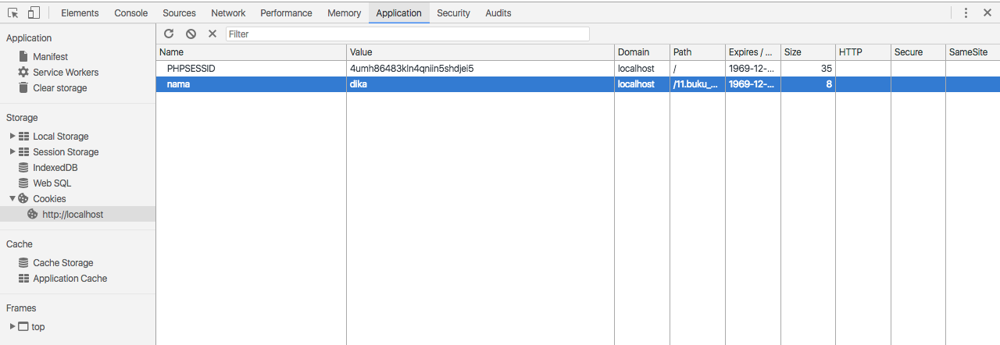 Elements Console Sources Network Performance Memory Application Security Audits
Application
Manifest
Service Workers
Clear storage
Storage
Local Storage
Session Storage
IndexedDB
Web SQL
Cookies
http://localhost
Cache
Cache Storage
Application Cache
Frames
top
Filter
Name Value Domain Path Expires / ... Size HTTP Secure SameSite
PHPSESSID 4umh86483kln4qniin5shdjei5 localhost / 1969-12-... 35
nama dika localhost /11.buku_... 1969-12-... 8